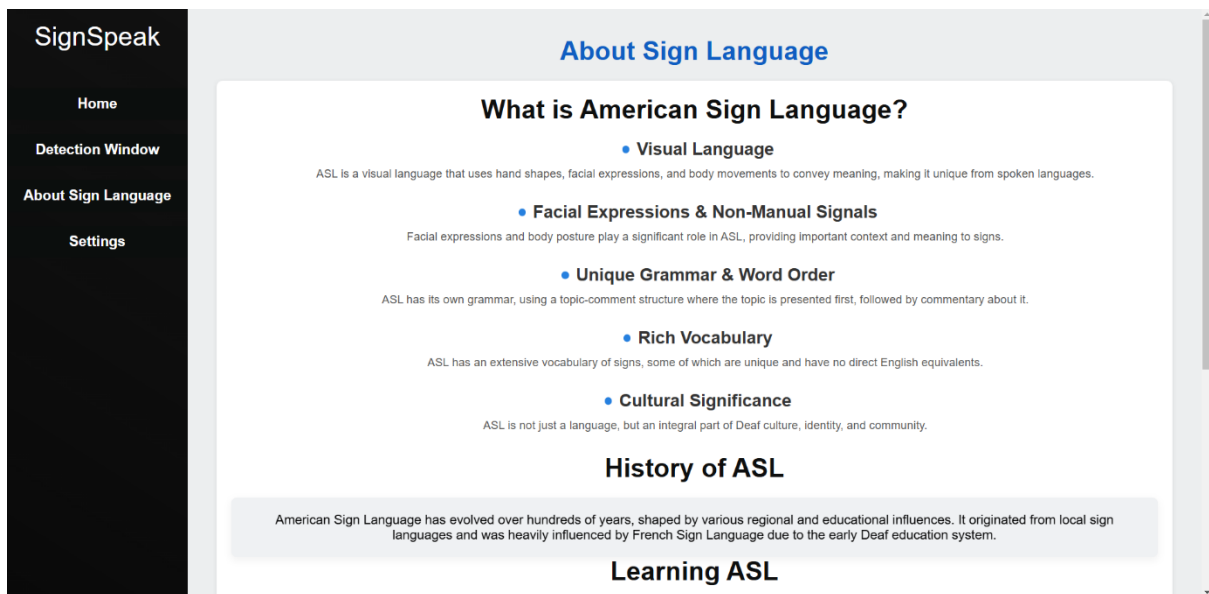 SignSpeak
Home
Detection Window
About Sign Language
Settings
About Sign Language
What is American Sign Language?
Visual Language
ASL is a visual language that uses hand shapes, facial expressions, and body movements to convey meaning, making it unique from spoken languages.
Facial Expressions & Non-Manual Signals
Facial expressions and body posture play a significant role in ASL, providing important context and meaning to signs.
Unique Grammar & Word Order
ASL has its own grammar, using a topic-comment structure where the topic is presented first, followed by commentary about it.
Rich Vocabulary
ASL has an extensive vocabulary of signs, some of which are unique and have no direct English equivalents.
Cultural Significance
ASL is not just a language, but an integral part of Deaf culture, identity, and community.
History of ASL
American Sign Language has evolved over hundreds of years, shaped by various regional and educational influences. It originated from local sign
languages and was heavily influenced by French Sign Language due to the early Deaf education system.
Learning ASL